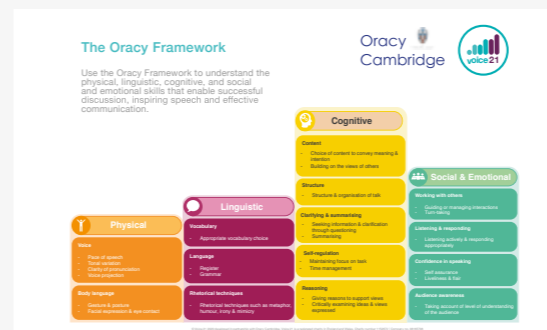 The Oracy Framework
Use the Oracy Framework to understand the
physical, linguistic, cognitive, and social
and emotional skills that enable successful
discussion, inspiring speech and effective
communication.
Oracy
Cambridge
voice21
Physical
Voice
- Pace of speech
- Tonal variation
- Clarity of pronunciation
- Voice projection
Body language
- Gesture & posture
- Facial expression & eye contact
Linguistic
Vocabulary
- Appropriate vocabulary choice
Language
- Register
- Grammar
Rhetorical techniques
- Rhetorical techniques such as metaphor,
humour, irony & mimicry
Cognitive
Content
- Choice of content to convey meaning &
intention
- Building on the views of others
Structure
- Structure & organisation of talk
Clarifying & summarising
- Seeking information & clarification
through questioning
- Summarising
Self-regulation
- Maintaining focus on task
- Time management
Reasoning
- Giving reasons to support views
- Critically examining ideas & views
expressed
Social & Emotional
Working with others
- Guiding or managing interactions
- Turn-taking
Listening & responding
- Listening actively & responding
appropriately
Confidence in speaking
- Self assurance
- Liveliness & flair
Audience awareness
- Taking account of level of understanding
of the audience